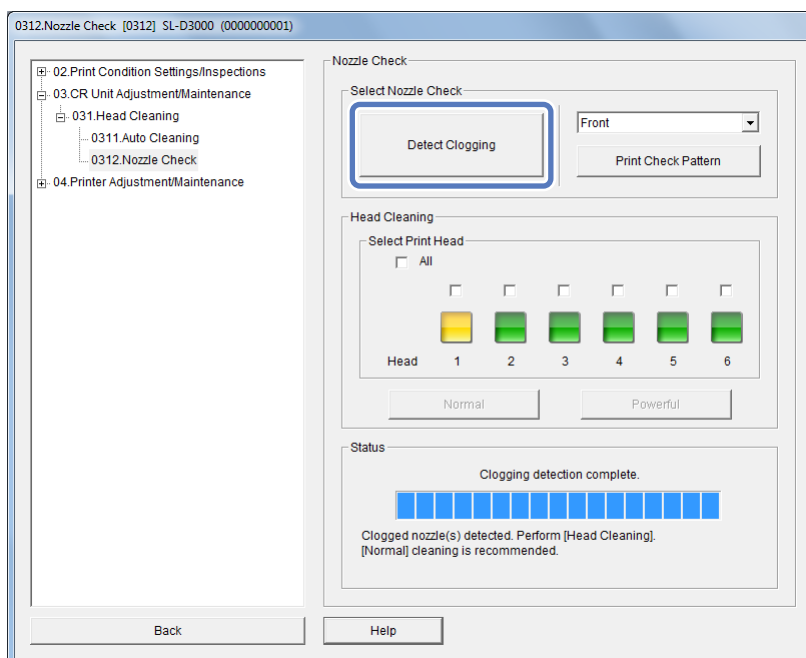 0312.Nozzle Check [0312] SL-D3000 (0000000001)
02.Print Condition Settings/Inspections
03.CR Unit Adjustment/Maintenance
031.Head Cleaning
0311.Auto Cleaning
0312.Nozzle Check
04.Printer Adjustment/Maintenance
Back
Nozzle Check
Select Nozzle Check
Detect Clogging
Front
Print Check Pattern
Head Cleaning
Select Print Head
All
Head 1 2 3 4 5 6
Normal Powerful
Status
Clogging detection complete.
Clogged nozzle(s) detected. Perform [Head Cleaning].
[Normal] cleaning is recommended.
Help